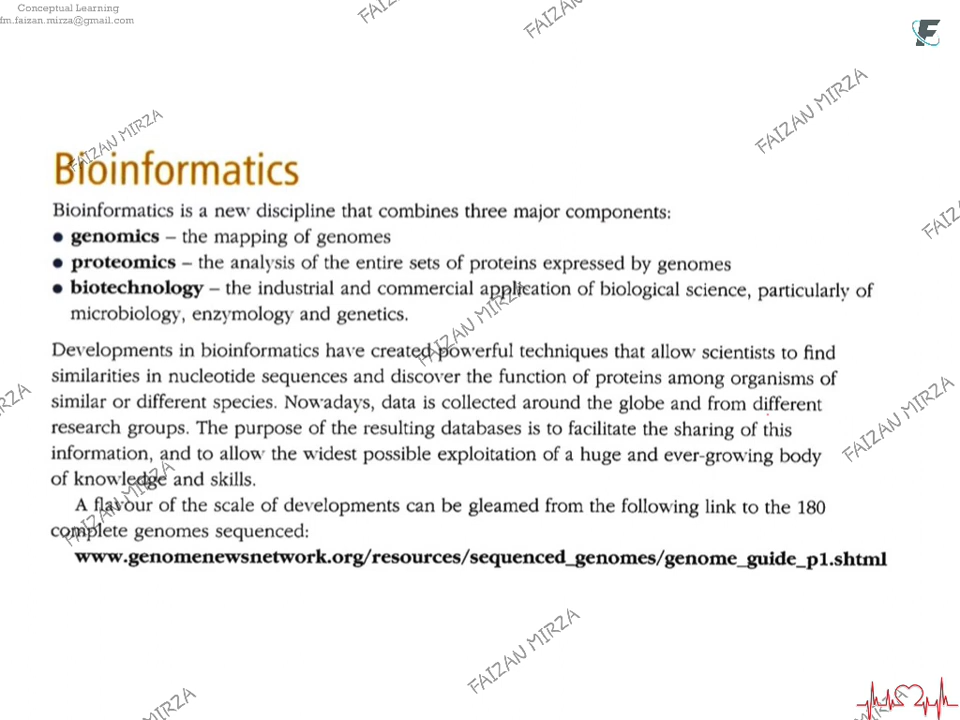 Conceptual Learning
fm.faizan.mirza@gmail.com
FAIZAN MIRZA
FAIZAN MIRZA
FAIZAN MIRZA
Bioinformatics
Bioinformatics is a new discipline that combines three major components:
● genomics – the mapping of genomes
● proteomics – the analysis of the entire sets of proteins expressed by genomes
● biotechnology – the industrial and commercial application of biological science, particularly of
microbiology, enzymology and genetics.
FAIZAN MIRZA
Developments in bioinformatics have created powerful techniques that allow scientists to find
similarities in nucleotide sequences and discover the function of proteins among organisms of
similar or different species. Nowadays, data is collected around the globe and from different
research groups. The purpose of the resulting databases is to facilitate the sharing of this
information, and to allow the widest possible exploitation of a huge and ever-growing body
of knowledge and skills.
FAIZAN MIRZA
FAIZAN MIRZA
A flavour of the scale of developments can be gleamed from the following link to the 180
complete genomes sequenced:
www.genomenewsnetwork.org/resources/sequenced_genomes/genome_guide_p1.shtml
FAIZAN MIRZA